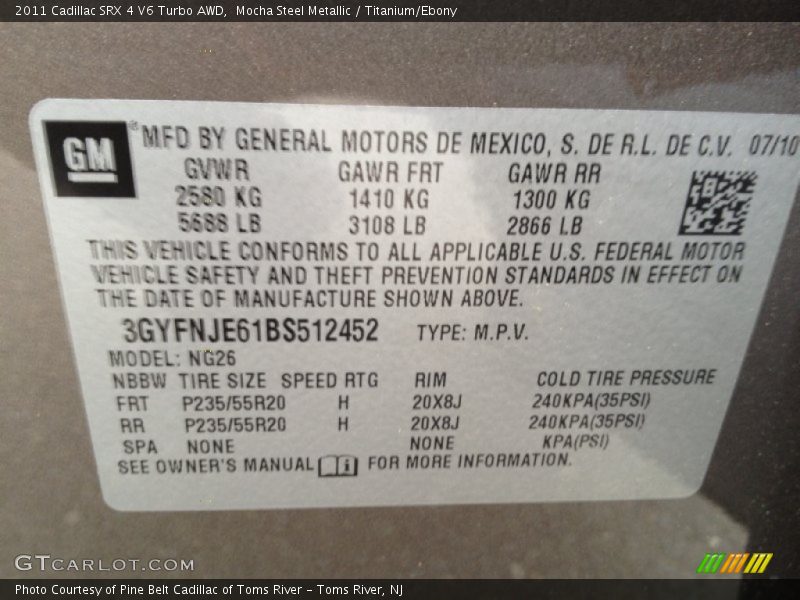 2011 Cadillac SRX 4 V6 Turbo AWD,  Mocha Steel Metallic / Titanium/Ebony
GM® MFD BY GENERAL MOTORS DE MEXICO, S. DE R.L. DE C.V. 07/10
GVWR GAWR FRT GAWR RR
2580 KG 1410 KG 1300 KG
5688 LB 3108 LB 2866 LB
THIS VEHICLE CONFORMS TO ALL APPLICABLE U.S. FEDERAL MOTOR
VEHICLE SAFETY AND THEFT PREVENTION STANDARDS IN EFFECT ON
THE DATE OF MANUFACTURE SHOWN ABOVE.
3GYFNJE61BS512452 TYPE: M.P.V.
MODEL: NG26
NBBW TIRE SIZE SPEED RTG RIM COLD TIRE PRESSURE
FRT P235/55R20 H 20X8J 240KPA(35PSI)
RR P235/55R20 H 20X8J 240KPA(35PSI)
SPA NONE NONE KPA(PSI)
SEE OWNER'S MANUAL i FOR MORE INFORMATION.
GTCARLOT.COM
Photo Courtesy of Pine Belt Cadillac of Toms River – Toms River, NJ